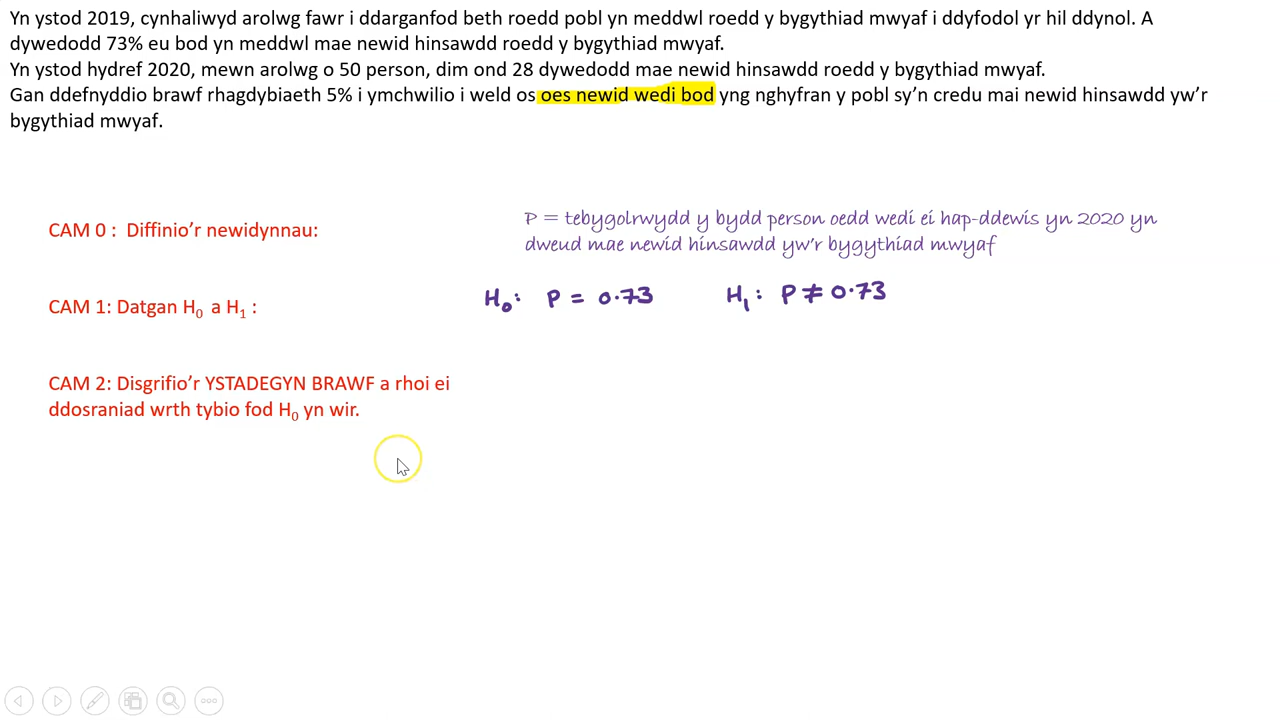 Yn ystod 2019, cynhaliwyd arolwg fawr i ddarganfod beth roedd pobl yn meddwl roedd y bygythiad mwyaf i ddyfodol yr hil ddynol. A
dywedodd 73% eu bod yn meddwl mae newid hinsawdd roedd y bygythiad mwyaf.
Yn ystod hydref 2020, mewn arolwg o 50 person, dim ond 28 dywedodd mae newid hinsawdd roedd y bygythiad mwyaf.
Gan ddefnyddio brawf rhagdybiaeth 5% i ymchwilio i weld os oes newid wedi bod yng nghyfran y pobl sy'n credu mai newid hinsawdd yw'r
bygythiad mwyaf.
CAM 0 : Diffinio'r newidynnau:
P = tebygolrwydd y bydd person oedd wedi ei hap-ddewis yn 2020 yn
dweud mae newid hinsawdd yw'r bygythiad mwyaf
CAM 1: Datgan H₀ a H₁ :
H₀: P = 0.73 H₁: P ≠ 0.73
CAM 2: Disgrifio'r YSTADEGYN BRAWF a rhoi ei
ddosraniad wrth tybio fod H₀ yn wir.